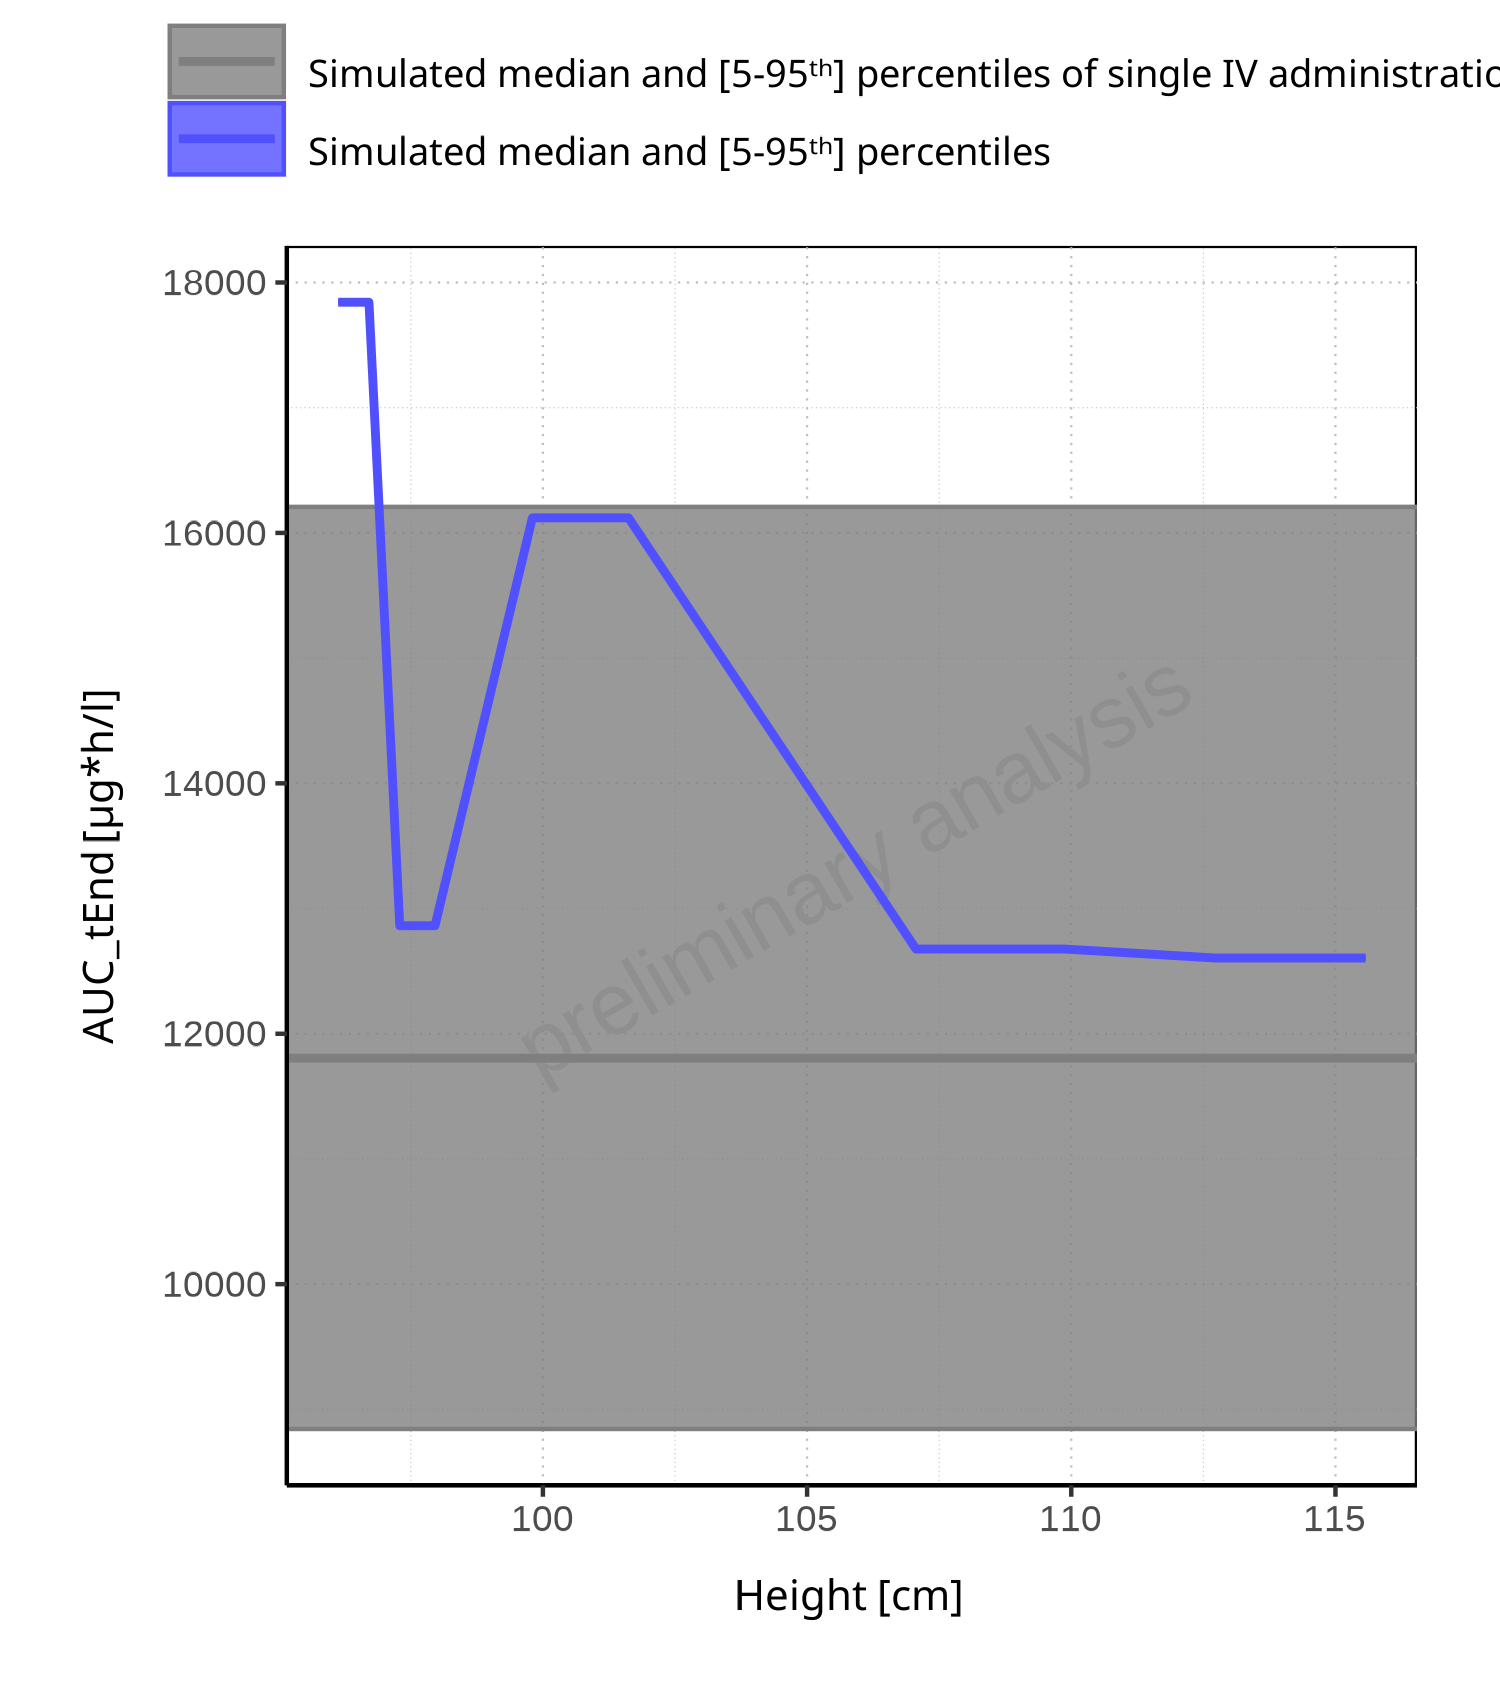 Simulated median and [5-95th] percentiles of single IV administratio
Simulated median and [5-95th] percentiles
18000
16000
14000
12000
10000
AUC_tEnd [µg*h/l]
preliminary analysis
100 105 110 115
Height [cm]